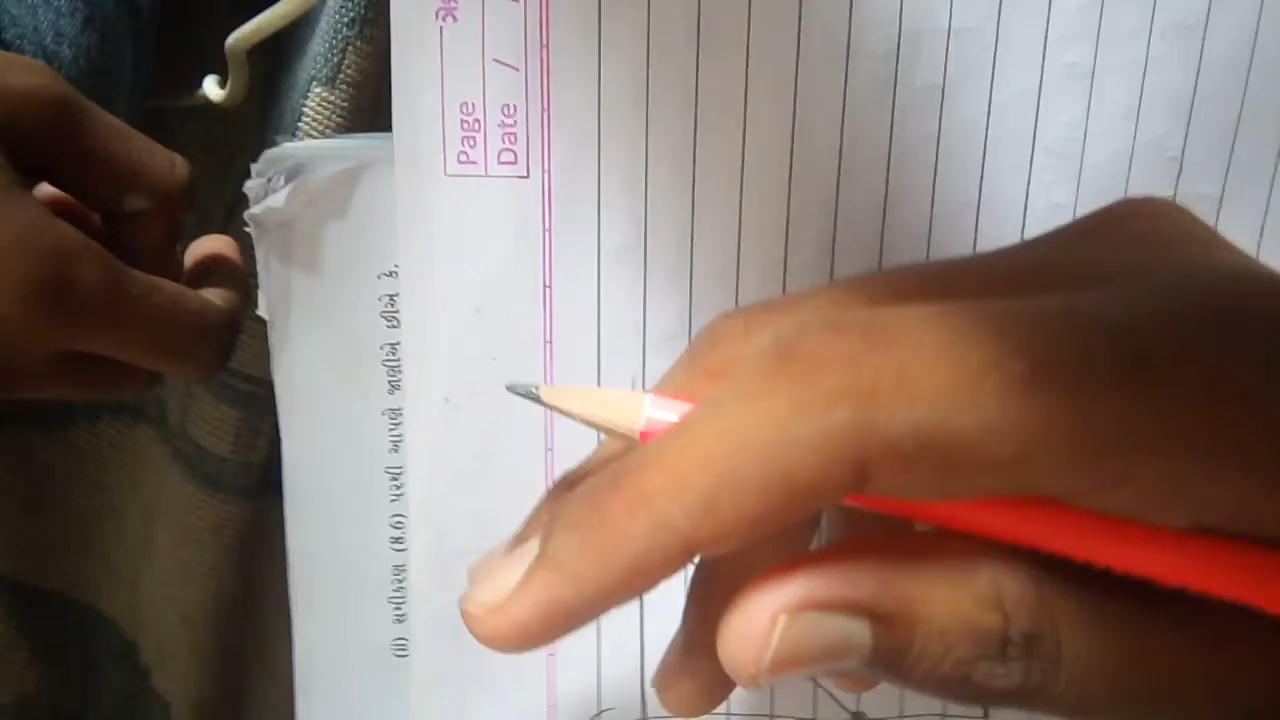 Page
Date / /
(ii) સમીકરણ (8.6) પરથી આપણે જાણીએ છીએ કે,